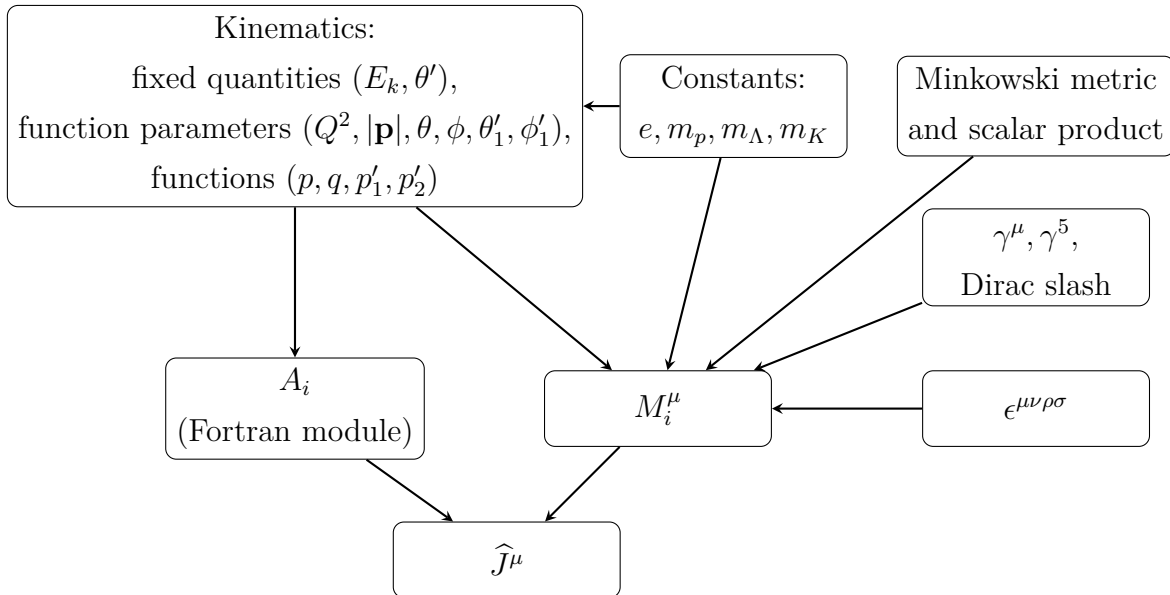 Kinematics:
fixed quantities (E_k, θ′),
function parameters (Q², |𝐩|, θ, ϕ, θ′₁, ϕ′₁),
functions (p, q, p′₁, p′₂)
Constants:
e, m_p, m_Λ, m_K
Minkowski metric
and scalar product
γ^μ, γ⁵,
Dirac slash
A_i
(Fortran module)
M_i^μ
ϵ^{μνρσ}
Ĵ^μ